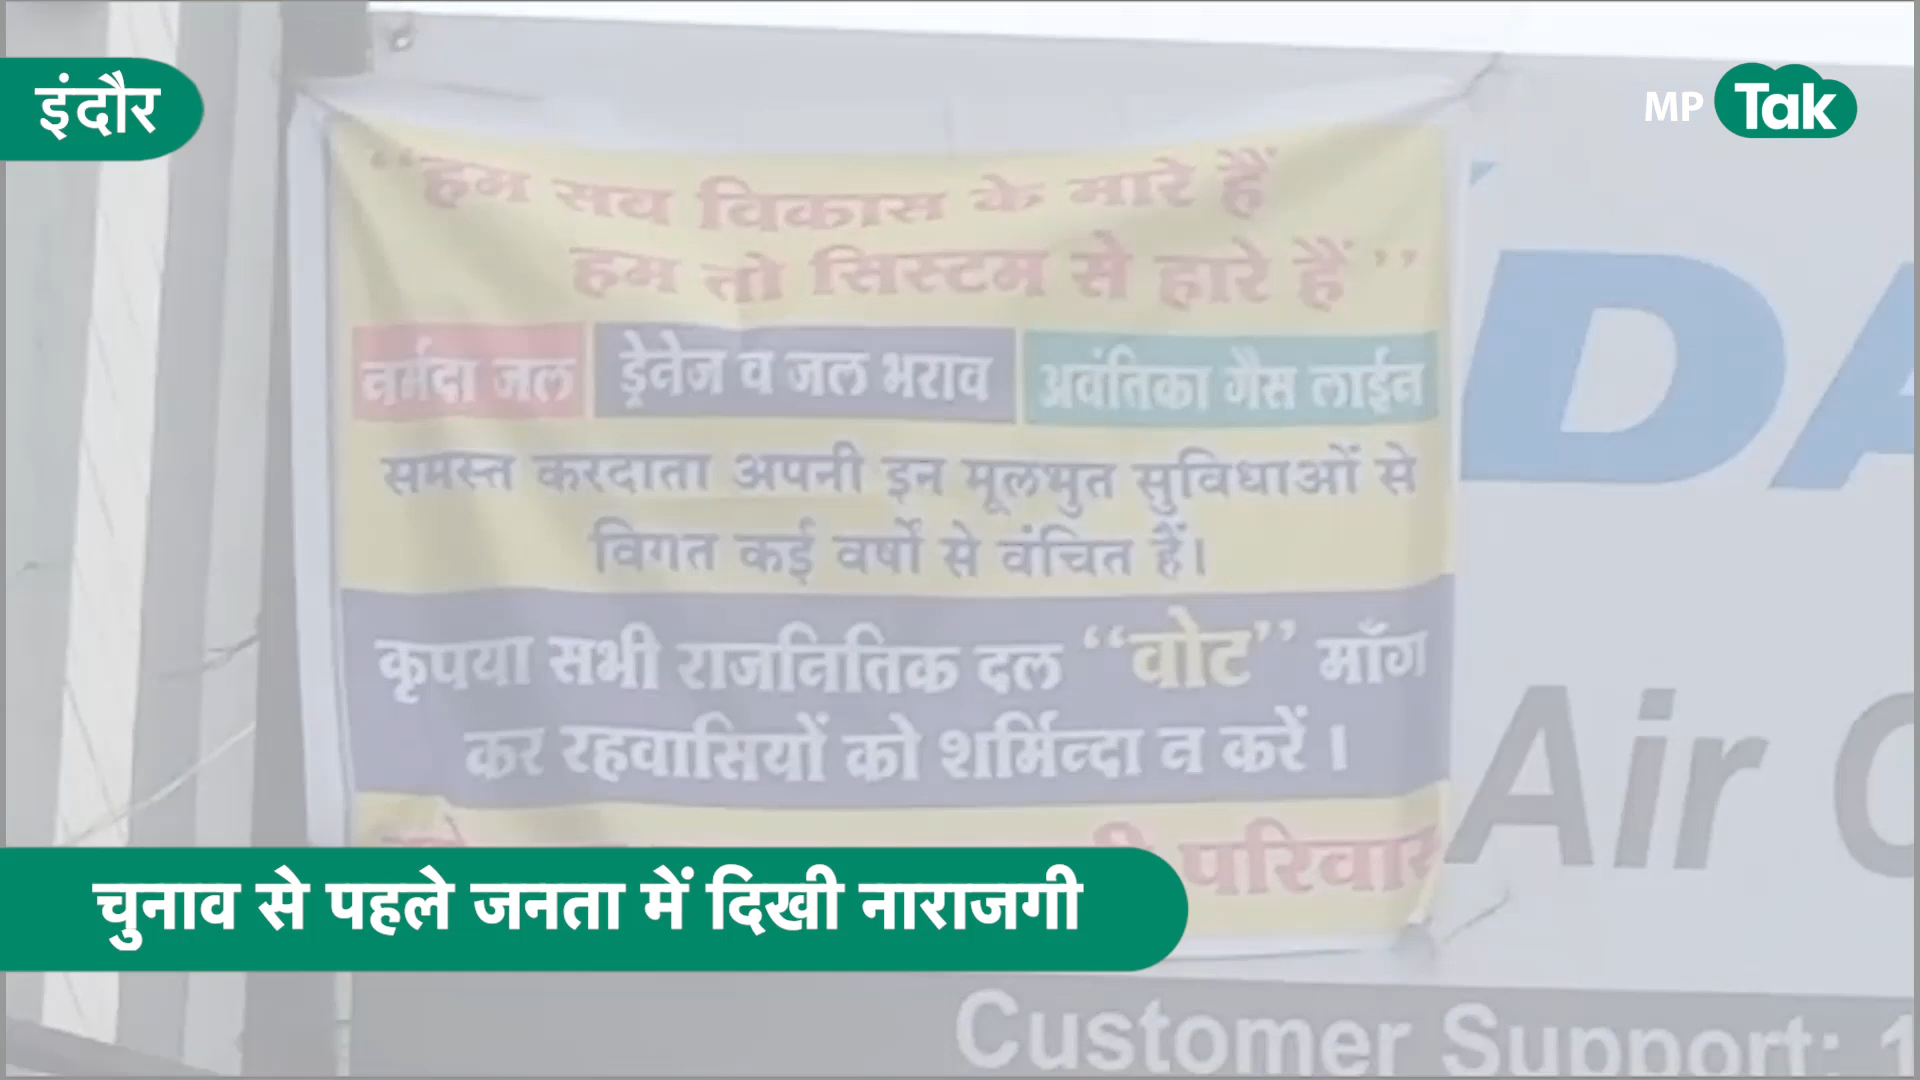 इंदौर
MP Tak
“हम सब विकास के मारे हैं
हम तो सिस्टम से हारे हैं”
नर्मदा जल ड्रेनेज व जल भराव अवंतिका गैस लाईन
समस्त करदाता अपनी इन मूलभुत सुविधाओं से
विगत कई वर्षो से वंचित हैं।
कृपया सभी राजनितिक दल “वोट” माँग
कर रहवासियों को शर्मिन्दा न करें।
परिवार
Air
चुनाव से पहले जनता में दिखी नाराजगी
Customer Support: 1